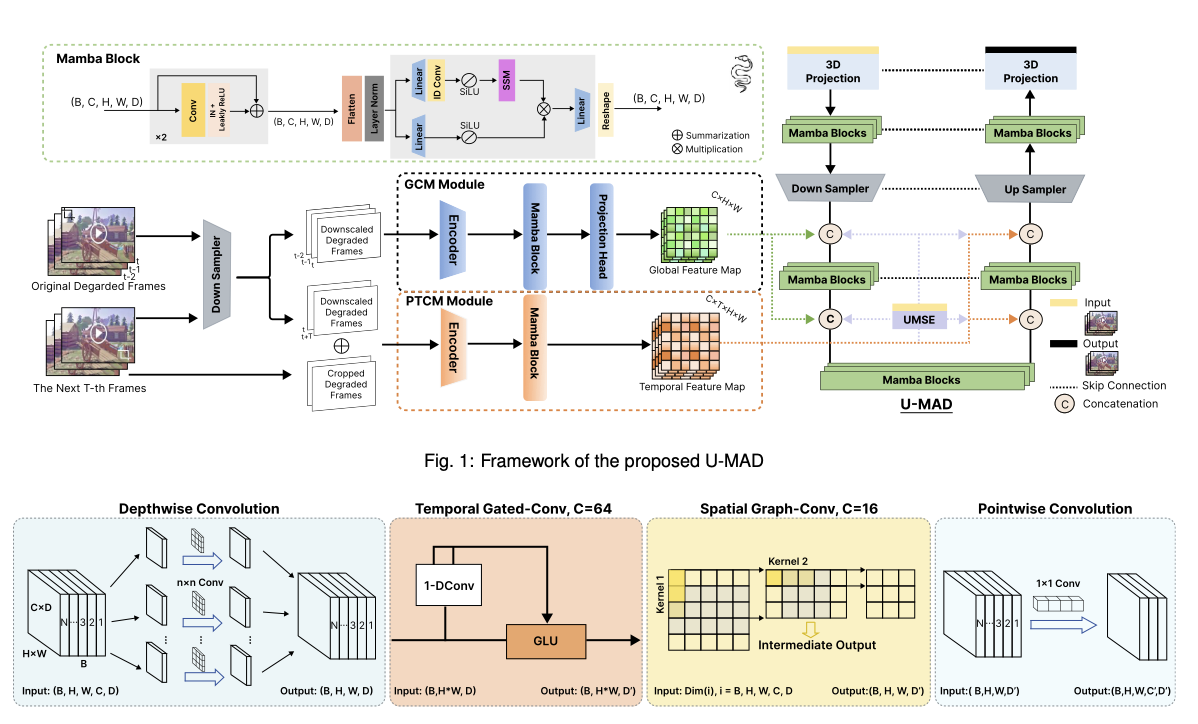 Mamba Block
(B, C, H, W, D)
Conv
IN +
Leakly ReLU
×2
(B, C, H, W, D)
Flatten
Layer Norm
Linear
ID Conv
SiLU
SSM
Linear
SiLU
Linear
Reshape
(B, C, H, W, D)
Summarization
Multiplication
t
t-1
t-2
Original Degarded Frames
The Next T-th Frames
Down Sampler
Downscaled
Degraded
Frames
t-2
t-1
t
Downscaled
Degraded
Frames
t+T
Cropped
Degraded
Frames
GCM Module
Encoder
Mamba Block
Projection Head
C×H×W
Global Feature Map
PTCM Module
Encoder
Mamba Block
C×T×H×W
Temporal Feature Map
3D
Projection
3D
Projection
Mamba Blocks
Mamba Blocks
Down Sampler
Up Sampler
C
C
Mamba Blocks
Mamba Blocks
C
UMSE
C
Mamba Blocks
U-MAD
Input
Output
Skip Connection
C
Concatenation
Fig. 1: Framework of the proposed U-MAD
Depthwise Convolution
n×n Conv
C×D
N ··· 3 2 1
H×W
B
N ··· 3 2 1
Input: (B, H, W, C, D)
Output: (B, H, W, D)
Temporal Gated-Conv, C=64
1-DConv
GLU
Input: (B,H*W, D)
Output: (B, H*W, D')
Spatial Graph-Conv, C=16
Kernel 1
Kernel 2
Intermediate Output
Input: Dim(i), i = B, H, W, C, D
Output:(B, H, W, D')
Pointwise Convolution
1×1 Conv
N ··· 3 2 1
Input:( B,H,W,D')
Output:(B,H,W,C',D')